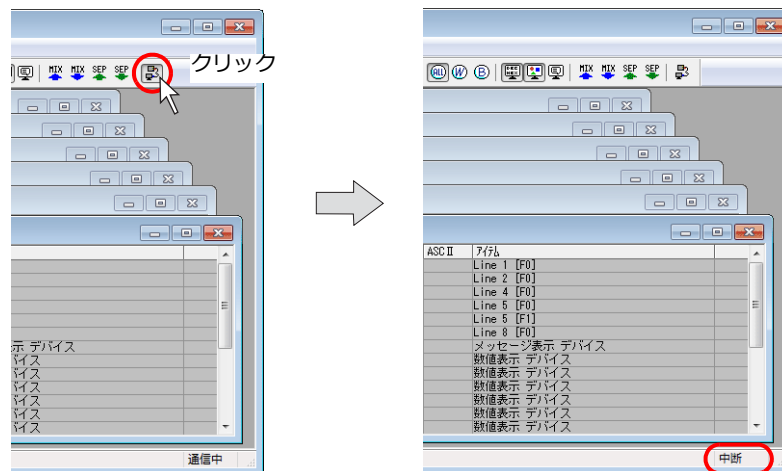 MIX MIX SEP SEP
クリック
示 デバイス
バイス
バイス
バイス
バイス
バイス
通信中
ALL W B MIX MIX SEP SEP
ASCⅡ アイテム
Line 1 [F0]
Line 2 [F0]
Line 4 [F0]
Line 5 [F0]
Line 5 [F1]
Line 8 [F0]
メッセージ表示 デバイス
数値表示 デバイス
数値表示 デバイス
数値表示 デバイス
数値表示 デバイス
数値表示 デバイス
数値表示 デバイス
中断